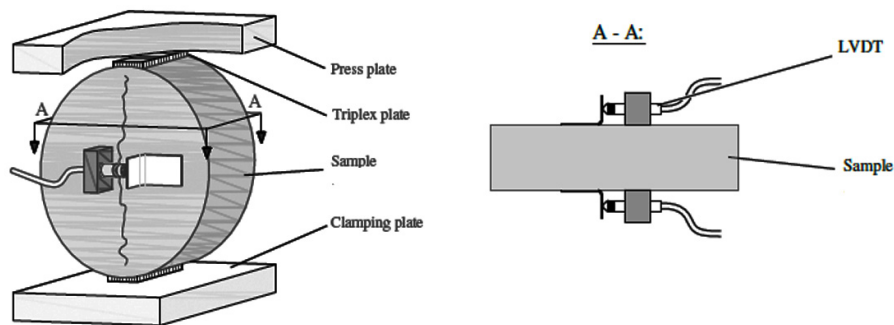 Press plate
Triplex plate
A
A
Sample
Clamping plate
A - A:
LVDT
Sample